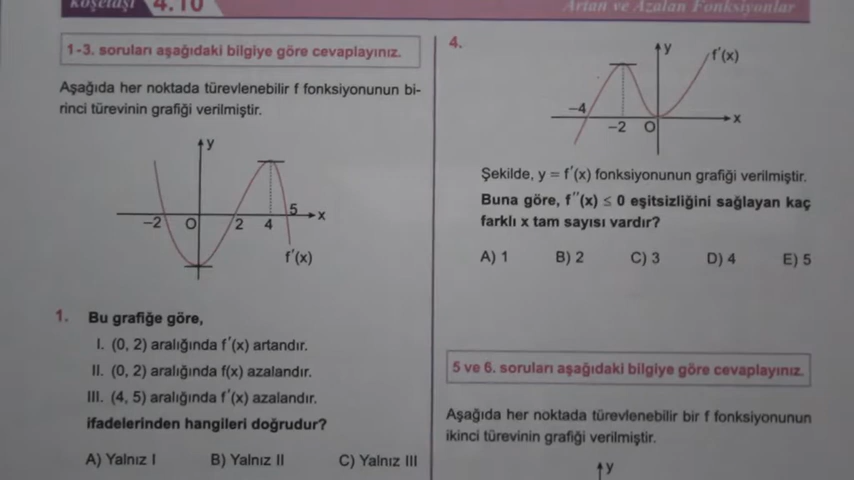 köşetaşı 4.10
Artan ve Azalan Fonksiyonlar
1-3. soruları aşağıdaki bilgiye göre cevaplayınız.
Aşağıda her noktada türevlenebilir f fonksiyonunun bi-
rinci türevinin grafiği verilmiştir.
y
-2 O 2 4 5 x
f'(x)
1. Bu grafiğe göre,
I. (0, 2) aralığında f'(x) artandır.
II. (0, 2) aralığında f(x) azalandır.
III. (4, 5) aralığında f'(x) azalandır.
ifadelerinden hangileri doğrudur?
A) Yalnız I B) Yalnız II C) Yalnız III
4.
y
f'(x)
-4
-2 O x
Şekilde, y = f'(x) fonksiyonunun grafiği verilmiştir.
Buna göre, f''(x) ≤ 0 eşitsizliğini sağlayan kaç
farklı x tam sayısı vardır?
A) 1 B) 2 C) 3 D) 4 E) 5
5 ve 6. soruları aşağıdaki bilgiye göre cevaplayınız.
Aşağıda her noktada türevlenebilir bir f fonksiyonunun
ikinci türevinin grafiği verilmiştir.
y